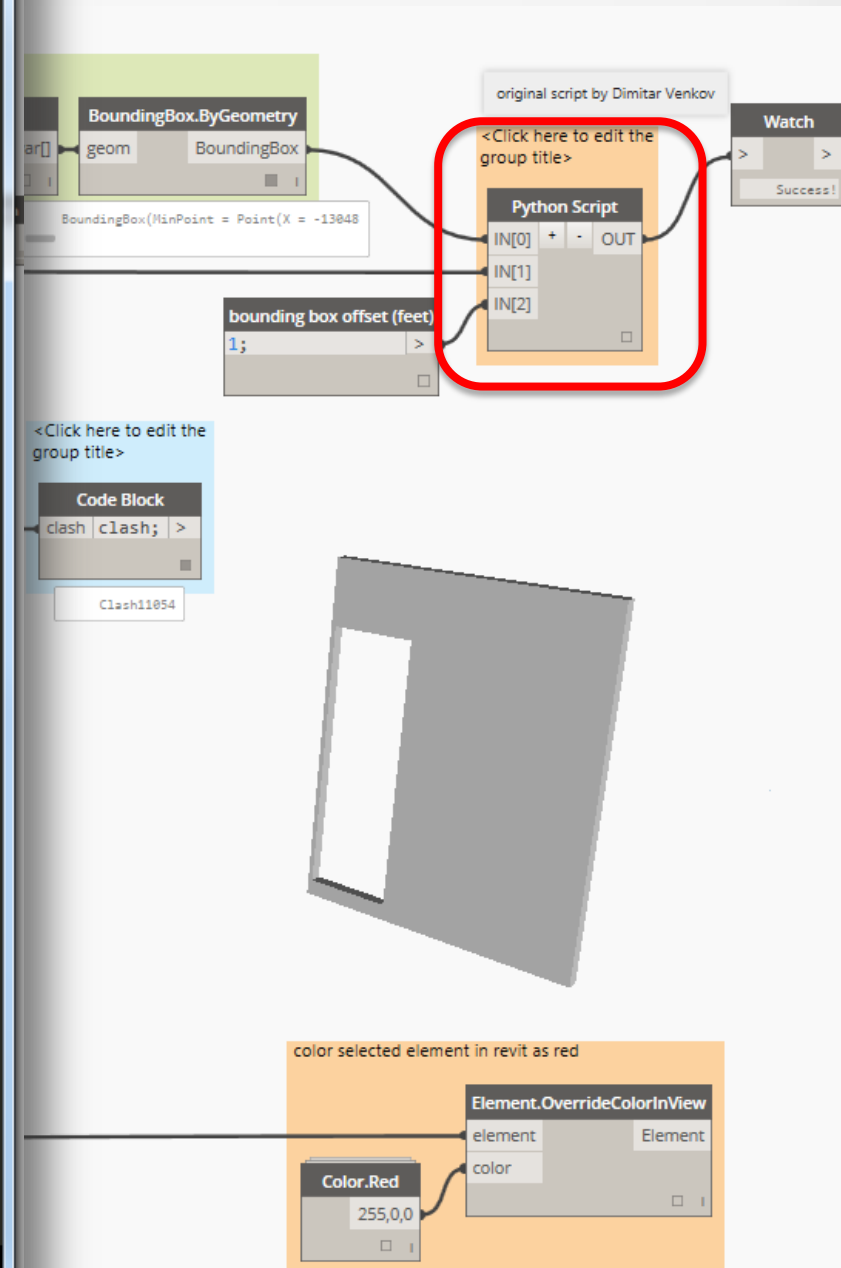 original script by Dimitar Venkov
BoundingBox.ByGeometry
var[]
geom
BoundingBox
BoundingBox(MinPoint = Point(X = -13048
<Click here to edit the
group title>
Python Script
IN[0] + - OUT
IN[1]
IN[2]
Watch
> >
Success!
bounding box offset (feet)
1; >
<Click here to edit the
group title>
Code Block
clash clash; >
Clash11054
color selected element in revit as red
Element.OverrideColorInView
element Element
color
Color.Red
255,0,0